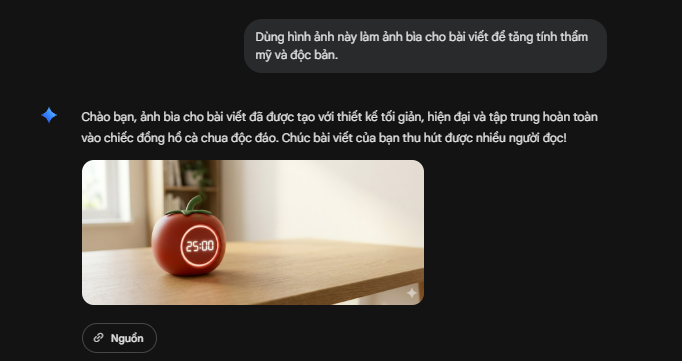 Dùng hình ảnh này làm ảnh bìa cho bài viết để tăng tính thẩm
mỹ và độc bản.
Chào bạn, ảnh bìa cho bài viết đã được tạo với thiết kế tối giản, hiện đại và tập trung hoàn toàn
vào chiếc đồng hồ cà chua độc đáo. Chúc bài viết của bạn thu hút được nhiều người đọc!
25:00
Nguồn